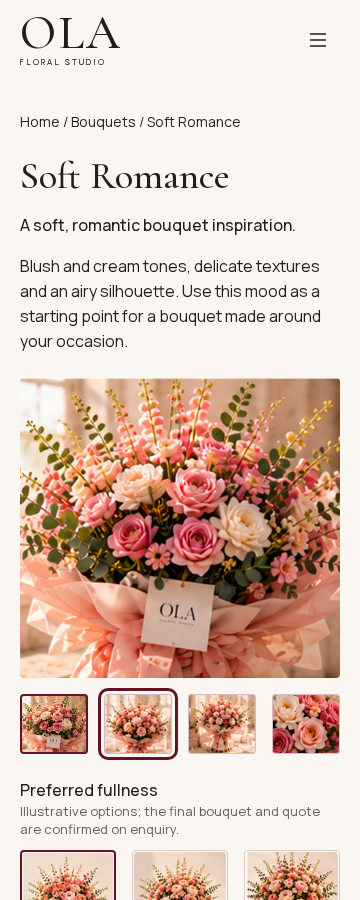 OLA
FLORAL STUDIO
Home / Bouquets / Soft Romance
Soft Romance
A soft, romantic bouquet inspiration.
Blush and cream tones, delicate textures
and an airy silhouette. Use this mood as a
starting point for a bouquet made around
your occasion.
OLA
Preferred fullness
Illustrative options; the final bouquet and quote
are confirmed on enquiry.